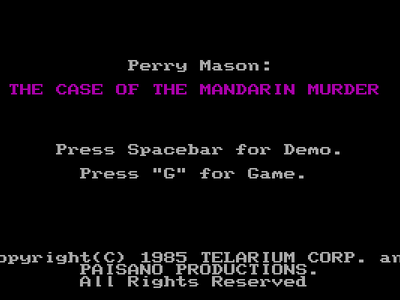 Perry Mason:
THE CASE OF THE MANDARIN MURDER
Press Spacebar for Demo.
Press "G" for Game.
opyright(C) 1985 TELARIUM CORP. an
PAISANO PRODUCTIONS.
All Rights Reserved